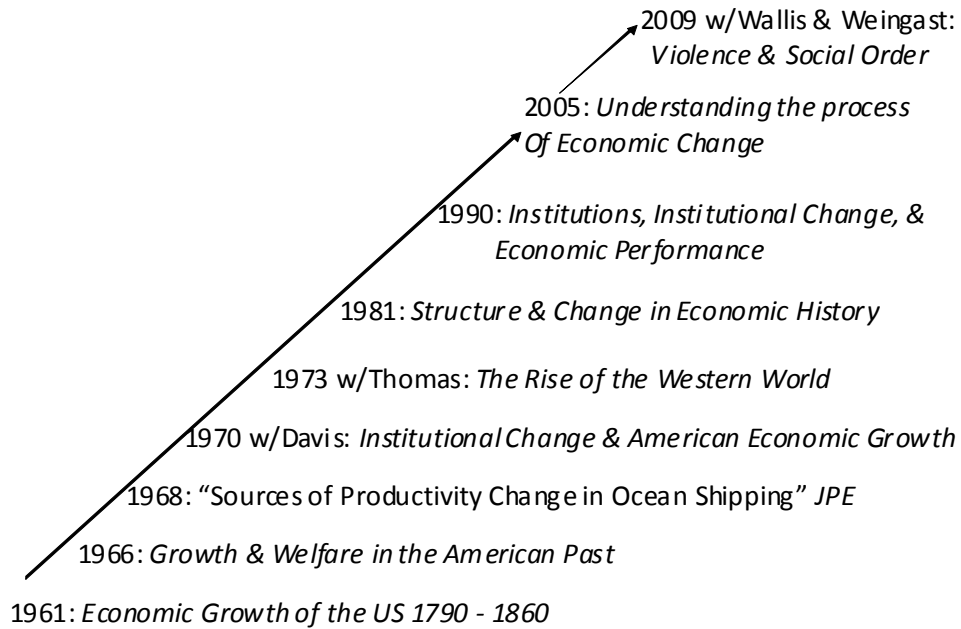 2009 w/Wallis & Weingast:
Violence & Social Order
2005: Understanding the process
Of Economic Change
1990: Institutions, Institutional Change, &
Economic Performance
1981: Structure & Change in Economic History
1973 w/Thomas: The Rise of the Western World
1970 w/Davis: Institutional Change & American Economic Growth
1968: “Sources of Productivity Change in Ocean Shipping” JPE
1966: Growth & Welfare in the American Past
1961: Economic Growth of the US 1790 - 1860